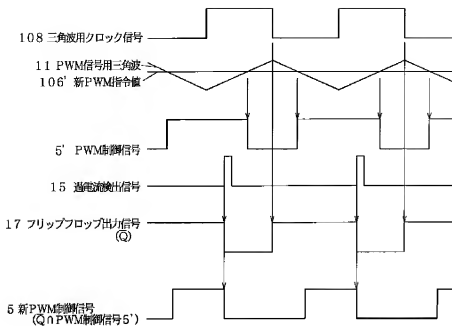 108 三角波用クロック信号
11 PWM信号用三角波
106' 新PWM指令値
5' PWM制御信号
15 過電流検出信号
17 フリップフロップ出力信号
(Q)
5 新PWM制御信号
(Q∩PWM制御信号5')